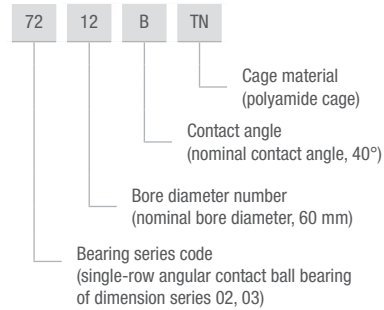 72 12 B TN
Cage material
(polyamide cage)
Contact angle
(nominal contact angle, 40°)
Bore diameter number
(nominal bore diameter, 60 mm)
Bearing series code
(single-row angular contact ball bearing
of dimension series 02, 03)